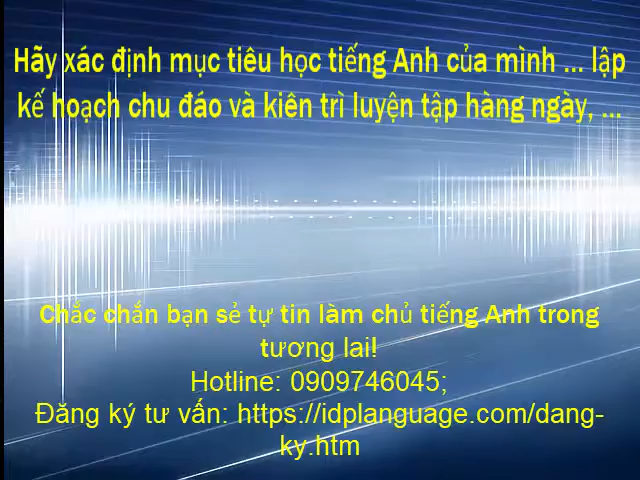 Hãy xác định mục tiêu học tiếng Anh của mình ... lập
kế hoạch chu đáo và kiên trì luyện tập hàng ngày, ...
Chắc chắn bạn sẻ tự tin làm chủ tiếng Anh trong
tương lai!
Hotline: 0909746045;
Đăng ký tư vấn: https://idplanguage.com/dang-
ky.htm